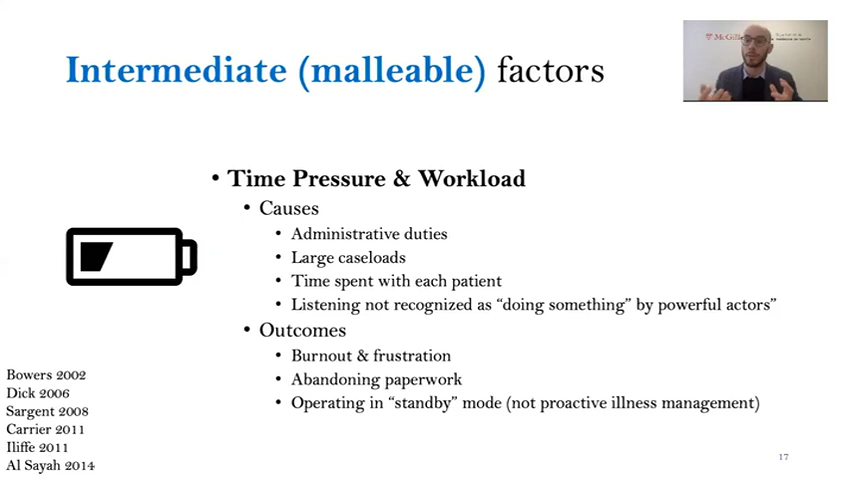 Intermediate (malleable) factors
McGill
• Time Pressure & Workload
• Causes
• Administrative duties
• Large caseloads
• Time spent with each patient
• Listening not recognized as “doing something” by powerful actors”
• Outcomes
• Burnout & frustration
• Abandoning paperwork
• Operating in “standby” mode (not proactive illness management)
Bowers 2002
Dick 2006
Sargent 2008
Carrier 2011
Iliffe 2011
Al Sayah 2014
17